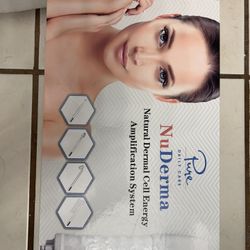 Pure
DAILY CARE
NuDerma
Natural Dermal Cell Energy
Amplification System